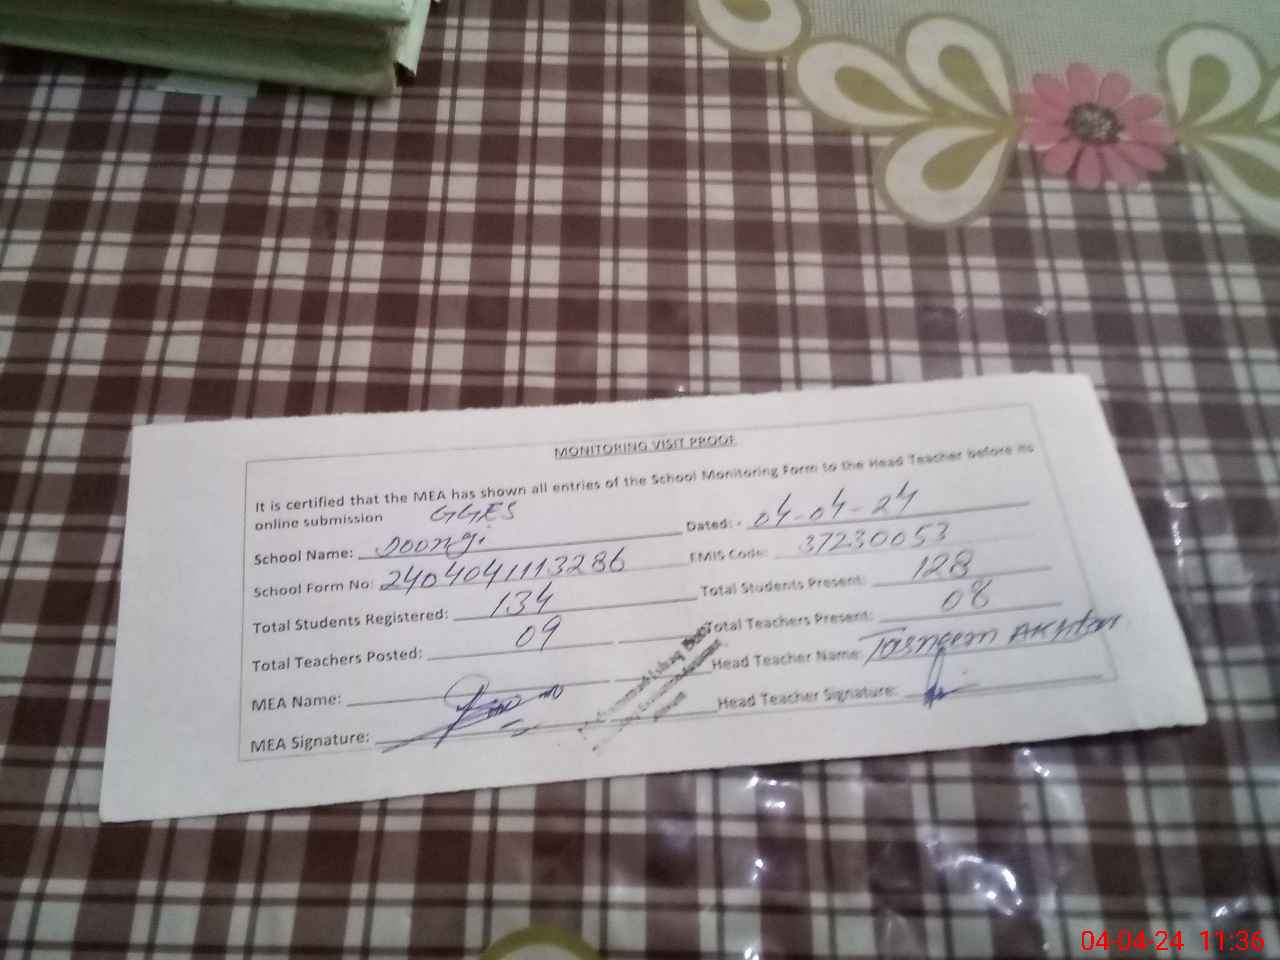 MONITORING VISIT PROOF
It is certified that the MEA has shown all entries of the School Monitoring Form to the Head Teacher before its
online submission GGES
School Name: Doongi Dated: - 04-04-24
School Form No: 2404041113286 EMIS Code: 37230053
Total Students Registered: 134 Total Students Present: 128
Total Teachers Posted: 09 Total Teachers Present: 08
MEA Name: Head Teacher Name: Tasneem Akhtar
MEA Signature: Head Teacher Signature:
04-04-24 11:36